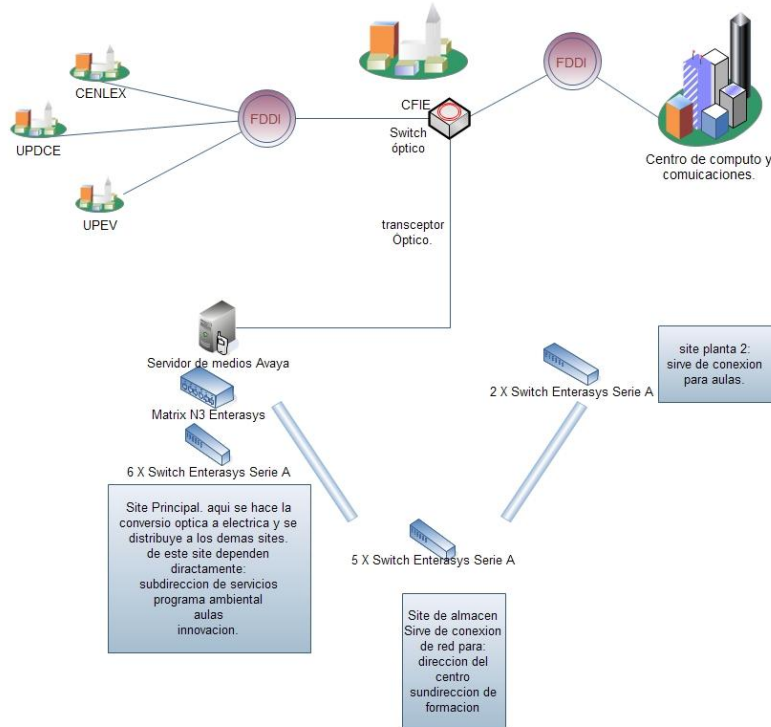 CENLEX
UPDCE
UPEV
FDDI
CFIE
Switch
óptico
FDDI
Centro de computo y
comuicaciones.
transceptor
Óptico.
Servidor de medios Avaya
Matrix N3 Enterasys
6 X Switch Enterasys Serie A
Site Principal. aqui se hace la
conversio optica a electrica y se
distribuye a los demas sites.
de este site dependen
diractamente:
subdireccion de servicios
programa ambiental
aulas
innovacion.
5 X Switch Enterasys Serie A
Site de almacen
Sirve de conexion
de red para:
direccion del
centro
sundireccion de
formacion
2 X Switch Enterasys Serie A
site planta 2:
sirve de conexion
para aulas.